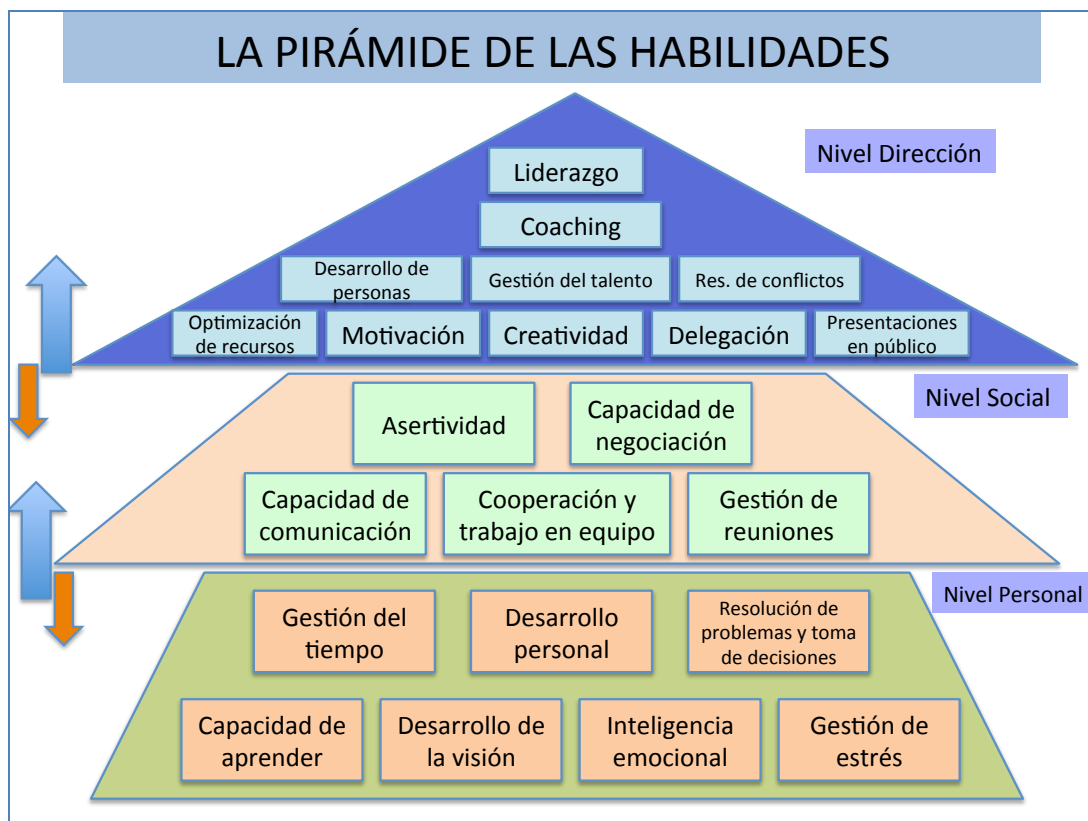 LA PIRÁMIDE DE LAS HABILIDADES
Nivel Dirección
Liderazgo
Coaching
Desarrollo de
personas
Gestión del talento
Res. de conflictos
Optimización
de recursos
Motivación
Creatividad
Delegación
Presentaciones
en público
Nivel Social
Asertividad
Capacidad de
negociación
Capacidad de
comunicación
Cooperación y
trabajo en equipo
Gestión de
reuniones
Nivel Personal
Gestión del
tiempo
Desarrollo
personal
Resolución de
problemas y toma
de decisiones
Capacidad de
aprender
Desarrollo de
la visión
Inteligencia
emocional
Gestión de
estrés